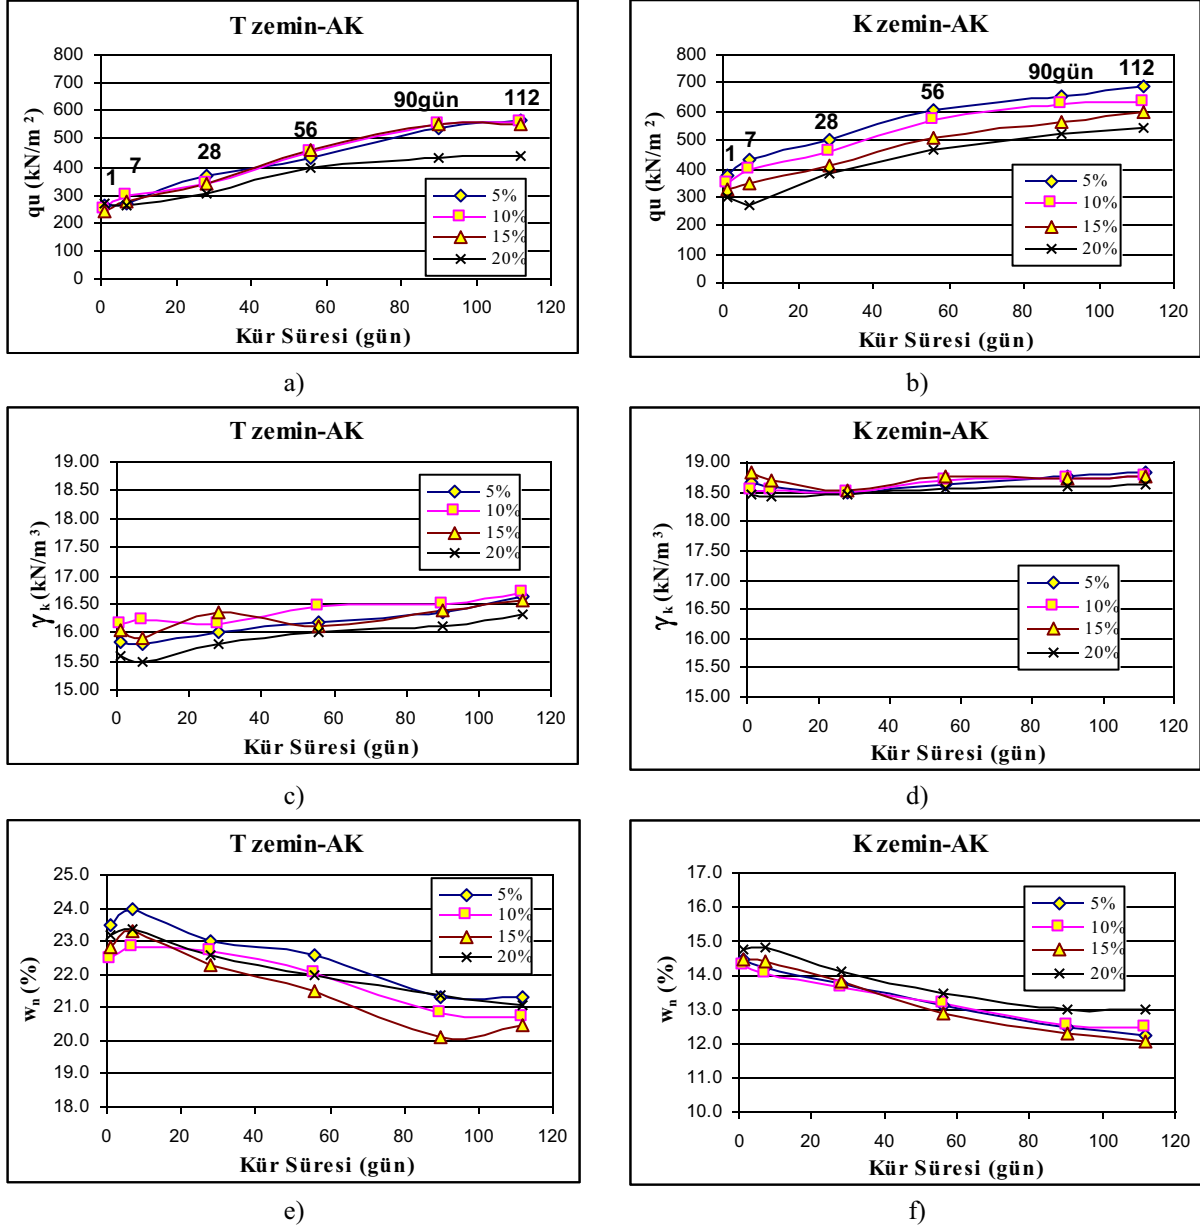 T zemin-AK
800
700
600
500
400
300
200
100
0
qu (kN/m²)
1
7
28
56
90gün
112
5%
10%
15%
20%
0 20 40 60 80 100 120
Kür Süresi (gün)
a)
K zemin-AK
800
700
600
500
400
300
200
100
0
qu (kN/m²)
1
7
28
56
90gün
112
5%
10%
15%
20%
0 20 40 60 80 100 120
Kür Süresi (gün)
b)
T zemin-AK
19.00
18.50
18.00
17.50
17.00
16.50
16.00
15.50
15.00
γk (kN/m³)
5%
10%
15%
20%
0 20 40 60 80 100 120
Kür Süresi (gün)
c)
K zemin-AK
19.00
18.50
18.00
17.50
17.00
16.50
16.00
15.50
15.00
γk (kN/m³)
5%
10%
15%
20%
0 20 40 60 80 100 120
Kür Süresi (gün)
d)
T zemin-AK
25.0
24.0
23.0
22.0
21.0
20.0
19.0
18.0
wn (%)
5%
10%
15%
20%
0 20 40 60 80 100 120
Kür Süresi (gün)
e)
K zemin-AK
17.0
16.0
15.0
14.0
13.0
12.0
11.0
10.0
wn (%)
5%
10%
15%
20%
0 20 40 60 80 100 120
Kür Süresi (gün)
f)